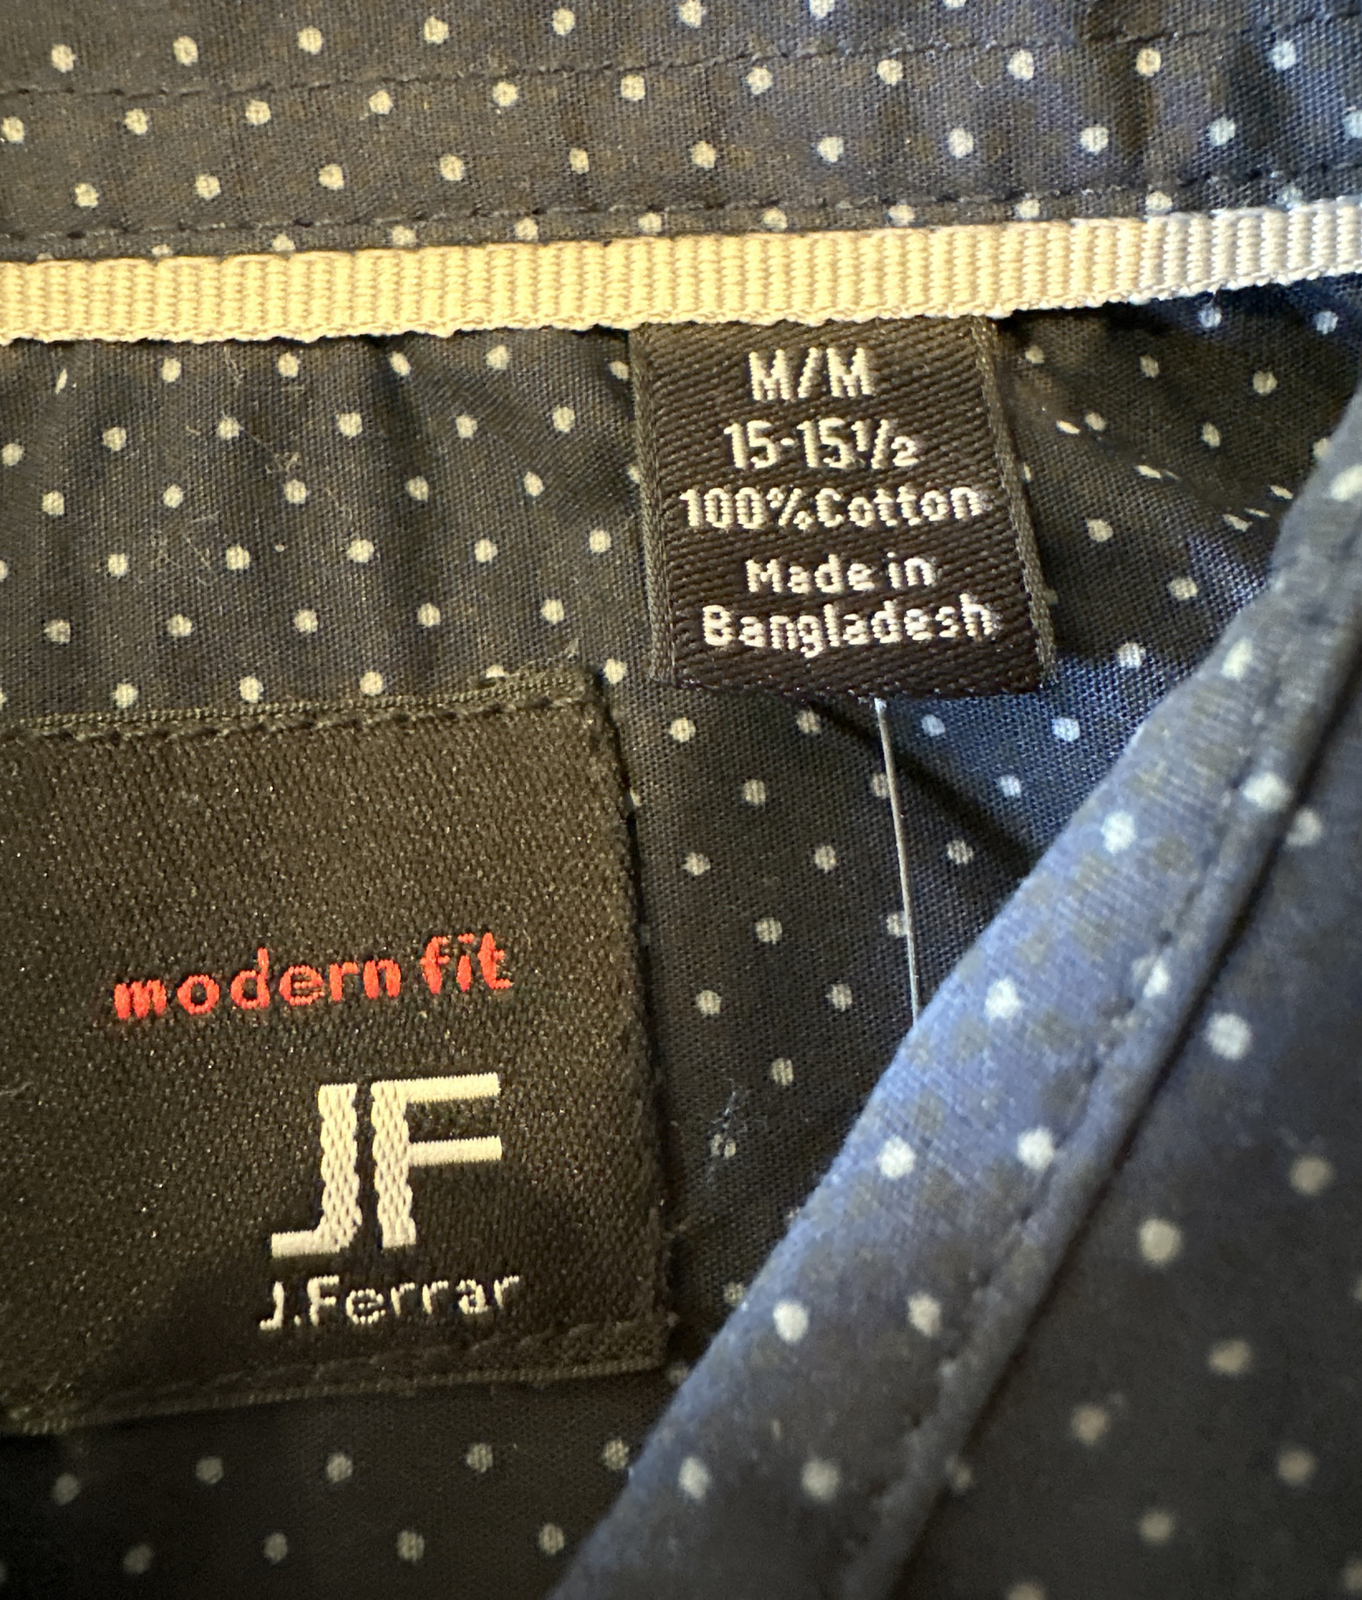 M/M
15-15½
100%Cotton
Made in
Bangladesh
modern fit
JF
J.Ferrar